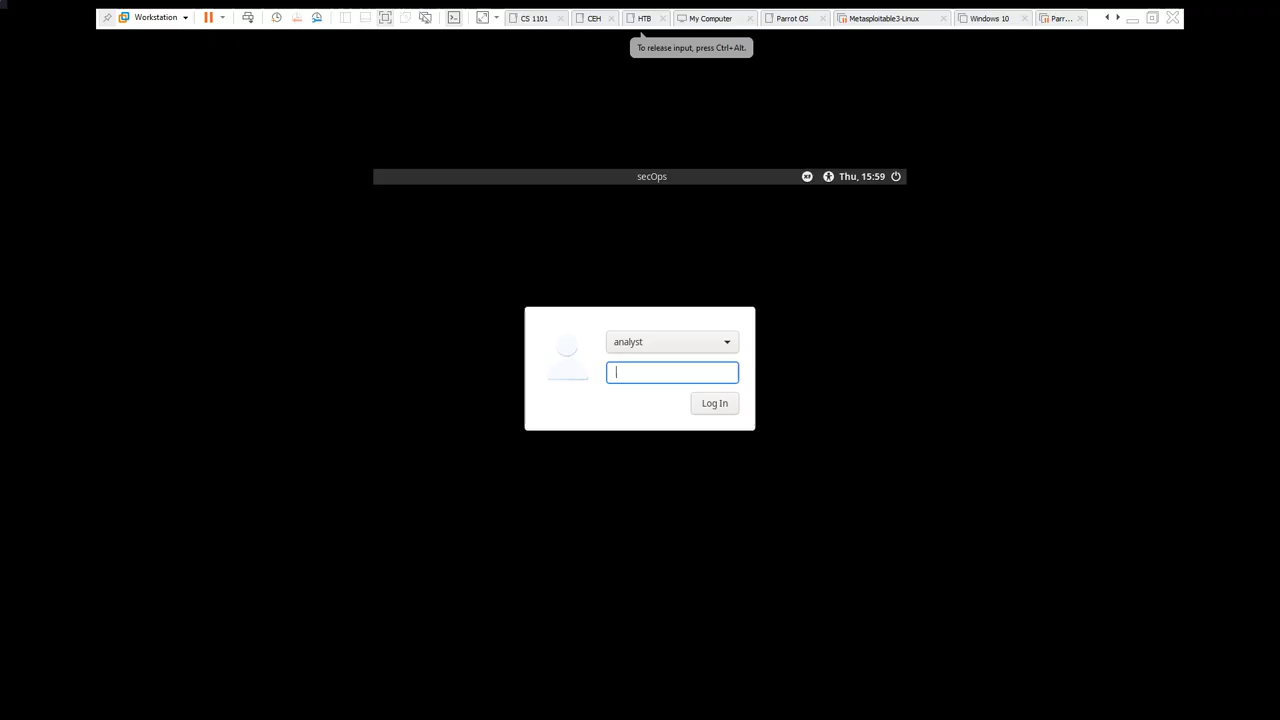 Workstation CS 1101 CEH HTB My Computer Parrot OS Metasploitable3-Linux Windows 10 Parr...
To release input, press Ctrl+Alt.
secOps Thu, 15:59
analyst
Log In